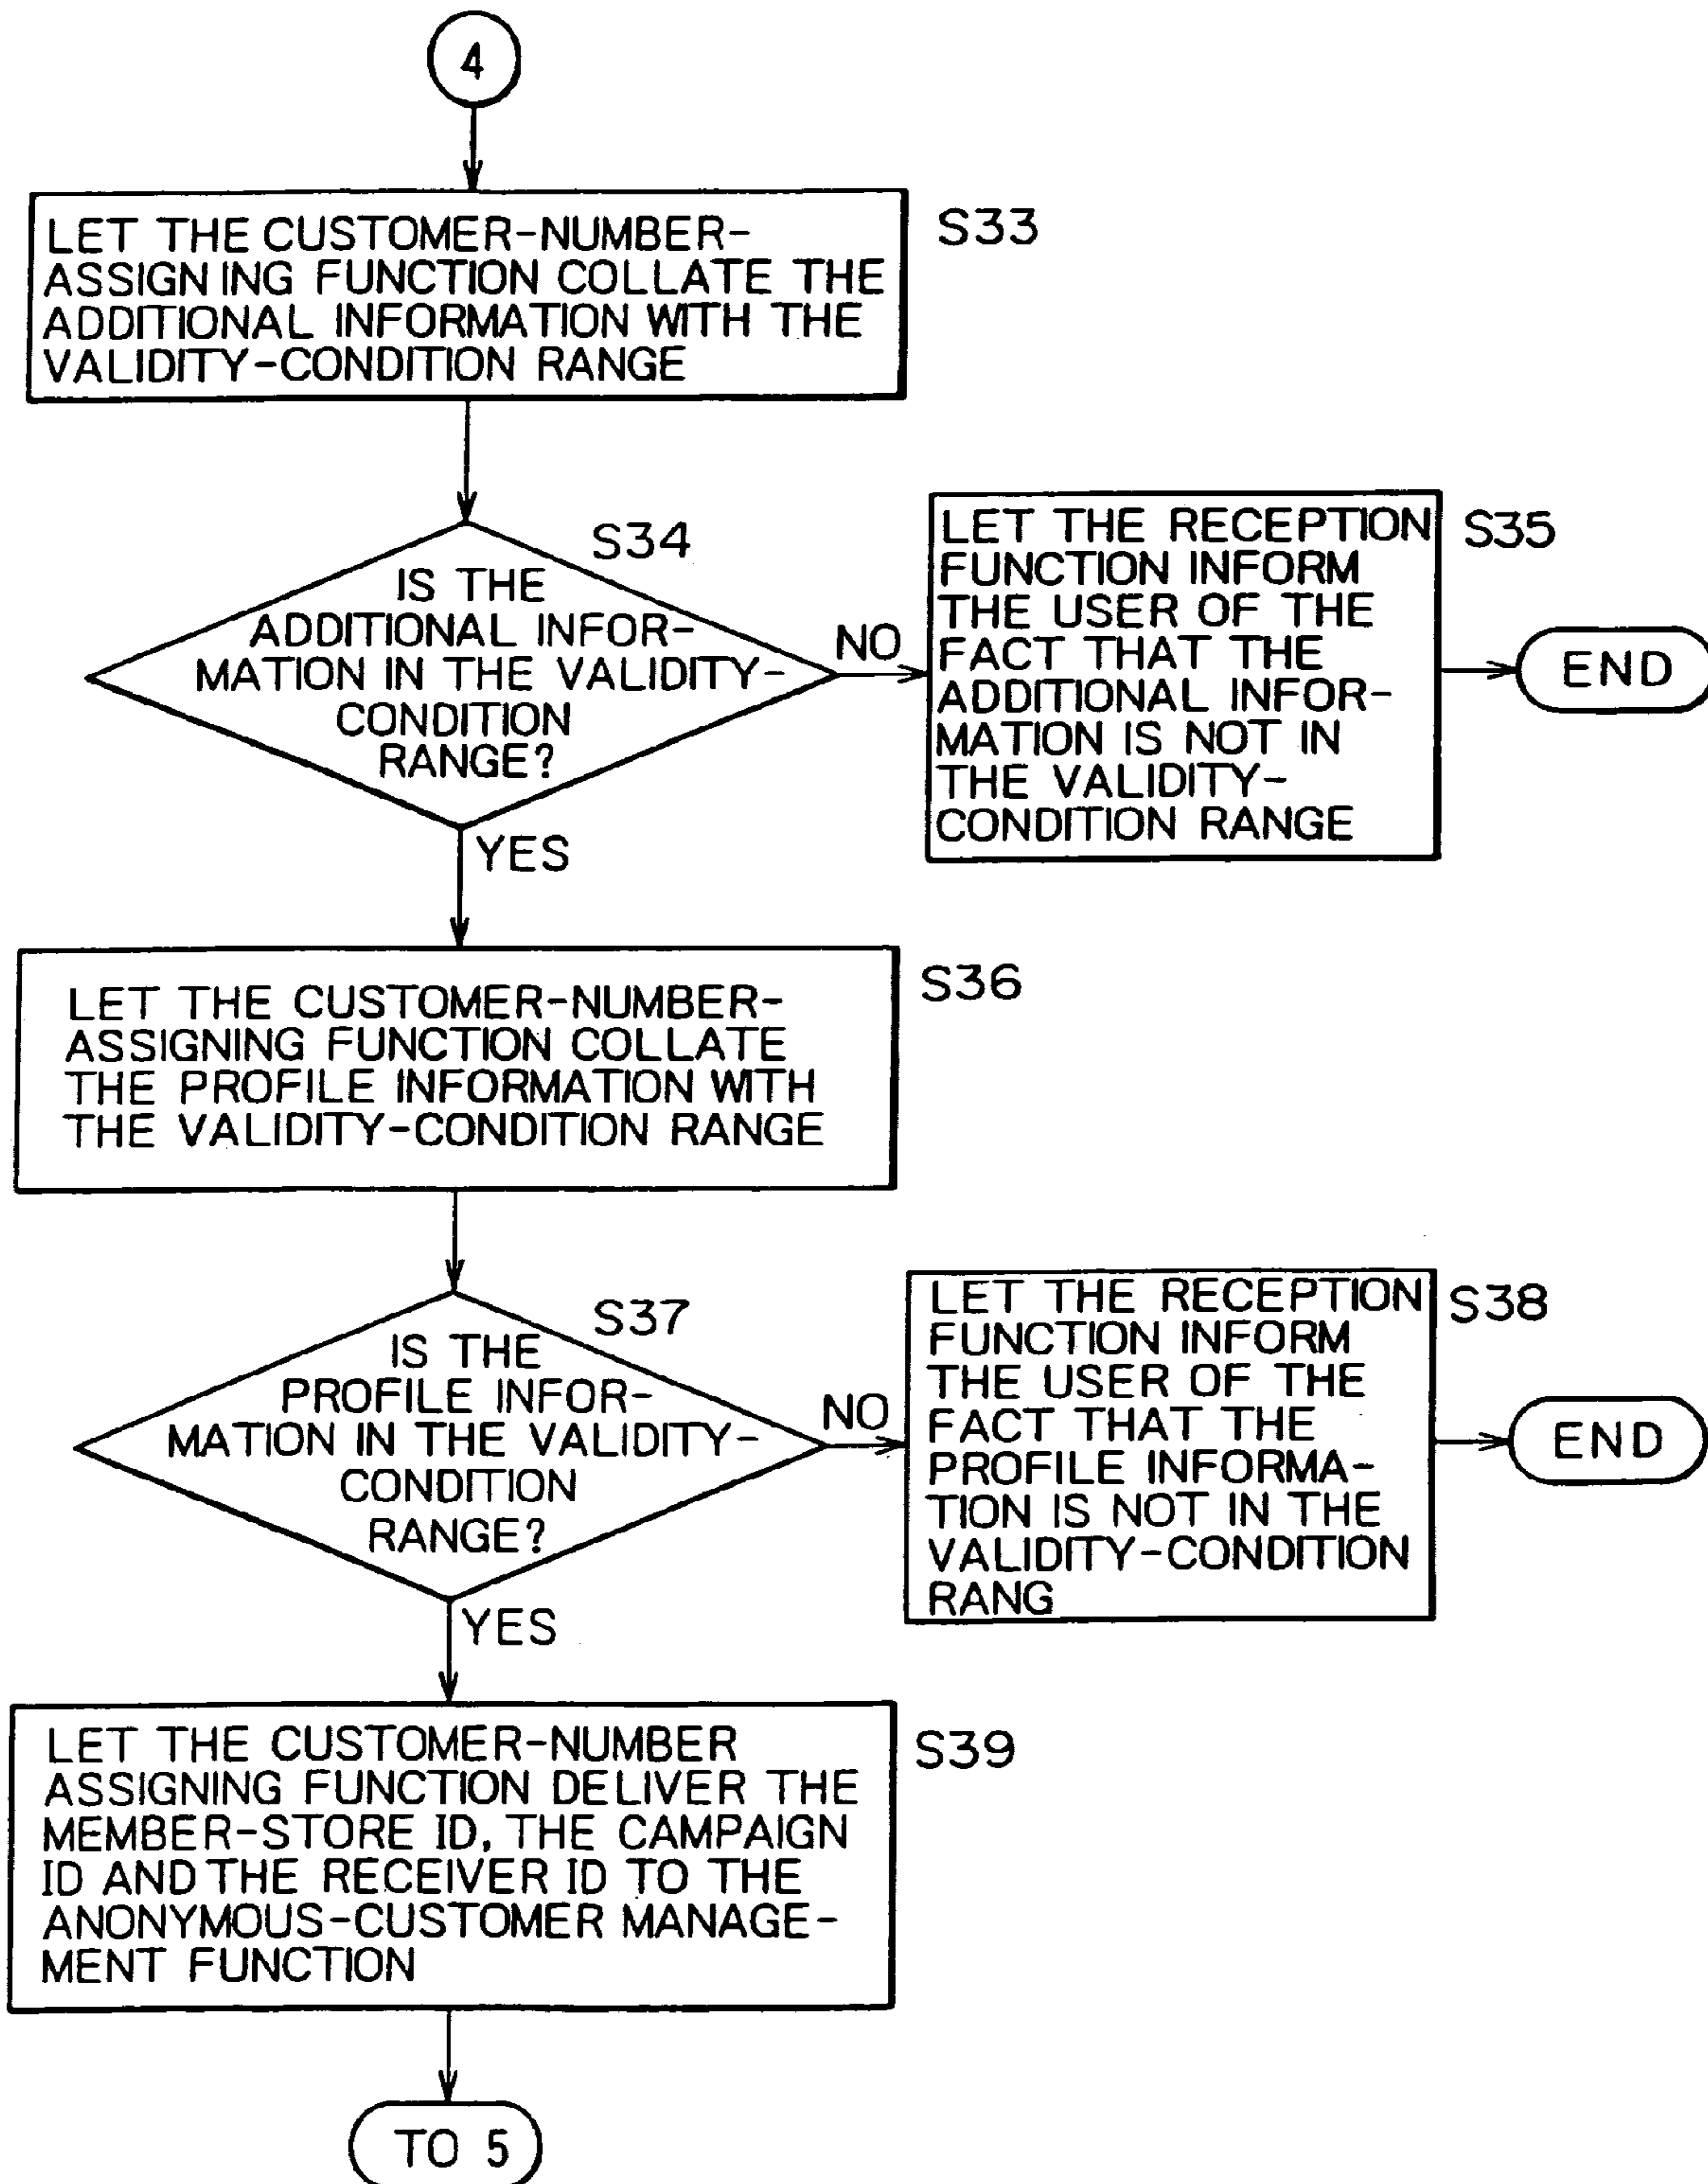 4
LET THE CUSTOMER-NUMBER-
ASSIGNING FUNCTION COLLATE THE
ADDITIONAL INFORMATION WITH THE
VALIDITY-CONDITION RANGE
S33
S34
IS THE
ADDITIONAL INFOR-
MATION IN THE VALIDITY-
CONDITION
RANGE?
NO
YES
LET THE RECEPTION
FUNCTION INFORM
THE USER OF THE
FACT THAT THE
ADDITIONAL INFOR-
MATION IS NOT IN
THE VALIDITY-
CONDITION RANGE
S35
END
LET THE CUSTOMER-NUMBER-
ASSIGNING FUNCTION COLLATE
THE PROFILE INFORMATION WITH
THE VALIDITY-CONDITION RANGE
S36
S37
IS THE
PROFILE INFOR-
MATION IN THE VALIDITY-
CONDITION
RANGE?
NO
YES
LET THE RECEPTION
FUNCTION INFORM
THE USER OF THE
FACT THAT THE
PROFILE INFORMA-
TION IS NOT IN THE
VALIDITY-CONDITION
RANG
S38
END
LET THE CUSTOMER-NUMBER
ASSIGNING FUNCTION DELIVER THE
MEMBER-STORE ID, THE CAMPAIGN
ID AND THE RECEIVER ID TO THE
ANONYMOUS-CUSTOMER MANAGE-
MENT FUNCTION
S39
TO 5